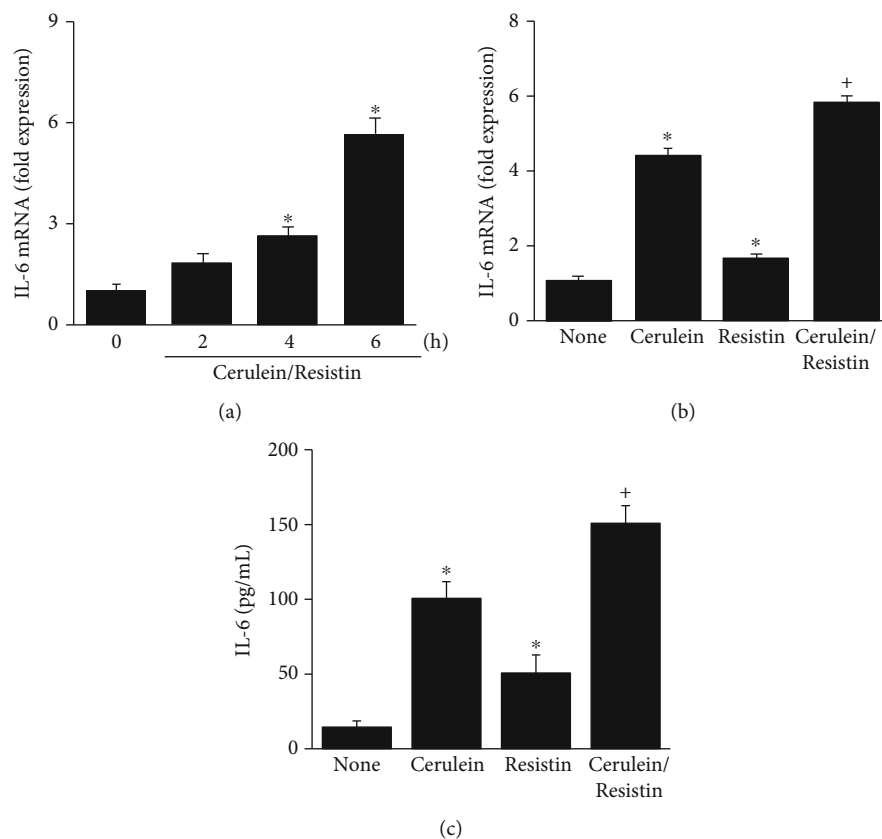 IL-6 mRNA (fold expression)
9
6
3
0
*
*
0 2 4 6 (h)
Cerulein/Resistin
(a)
IL-6 mRNA (fold expression)
8
6
4
2
0
*
*
+
None Cerulein Resistin Cerulein/
Resistin
(b)
IL-6 (pg/mL)
200
150
100
50
0
*
*
+
None Cerulein Resistin Cerulein/
Resistin
(c)